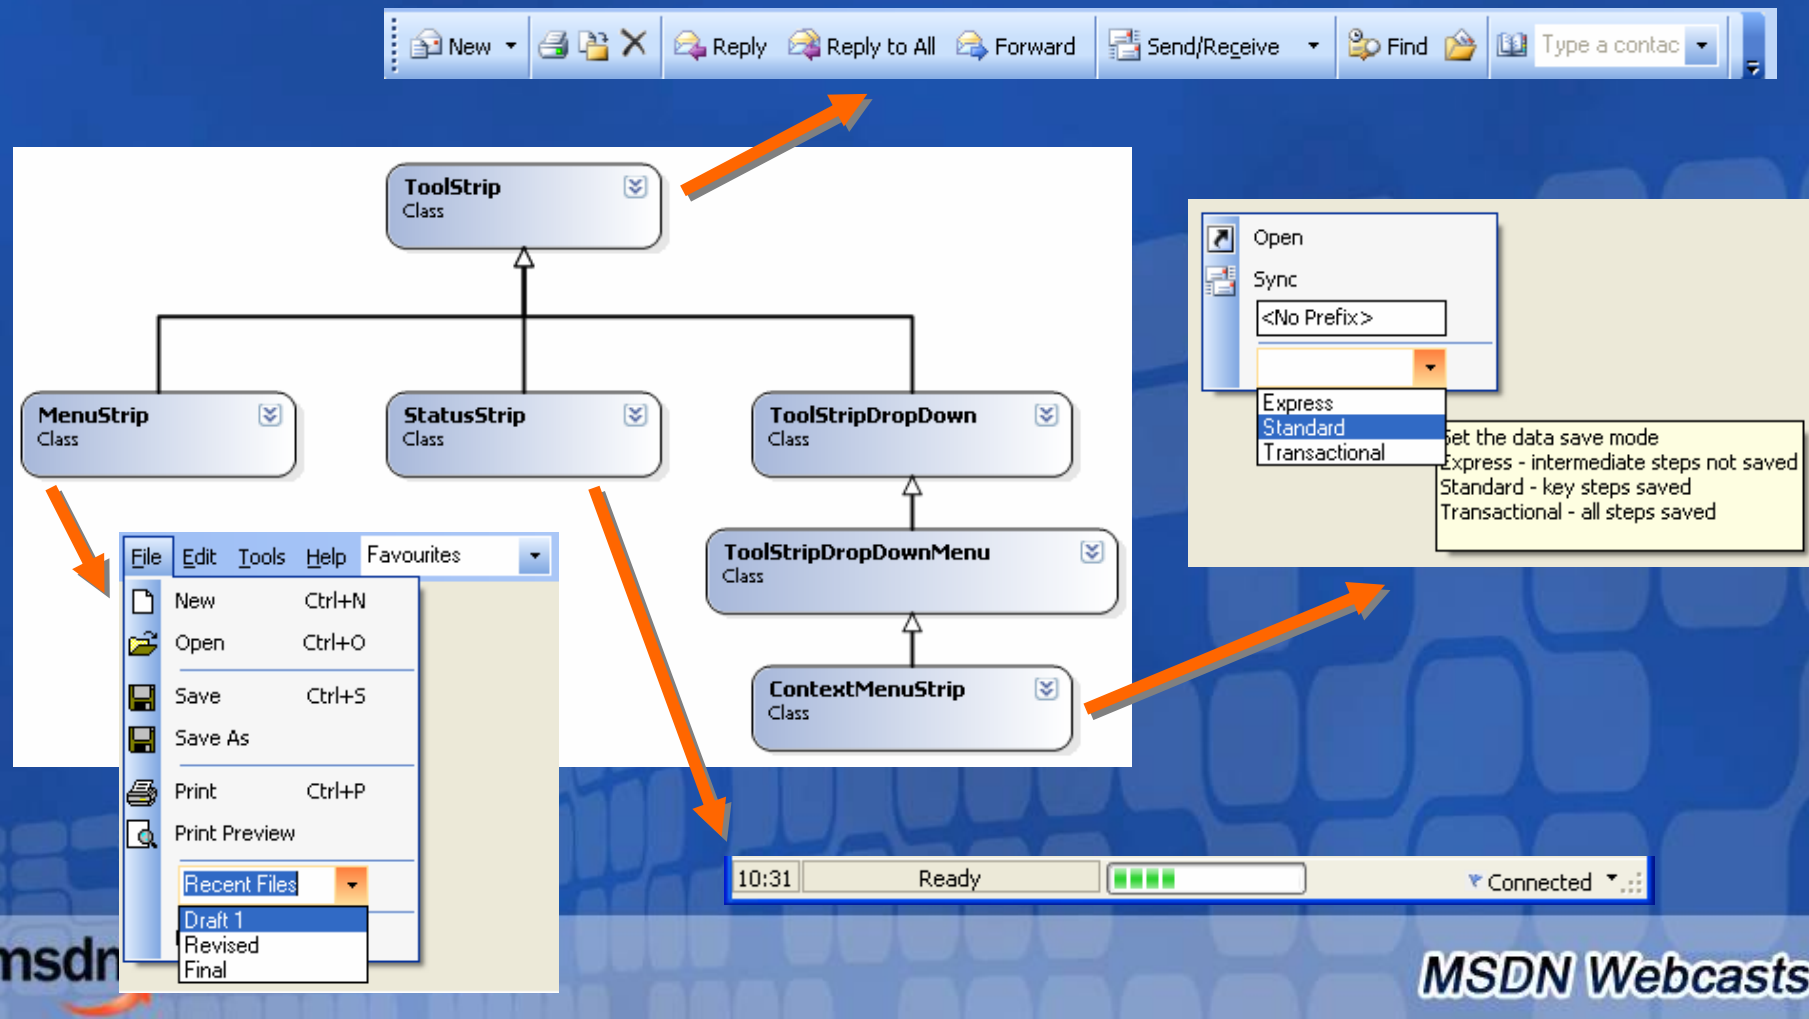 New Reply Reply to All Forward Send/Receive Find Type a contac
ToolStrip
Class
MenuStrip
Class
StatusStrip
Class
ToolStripDropDown
Class
ToolStripDropDownMenu
Class
ContextMenuStrip
Class
Open
Sync
<No Prefix>
Express
Standard
Transactional
Set the data save mode
Express - intermediate steps not saved
Standard - key steps saved
Transactional - all steps saved
File Edit Tools Help Favourites
New Ctrl+N
Open Ctrl+O
Save Ctrl+S
Save As
Print Ctrl+P
Print Preview
Recent Files
Draft 1
Revised
Final
10:31 Ready Connected
msdn
MSDN Webcasts